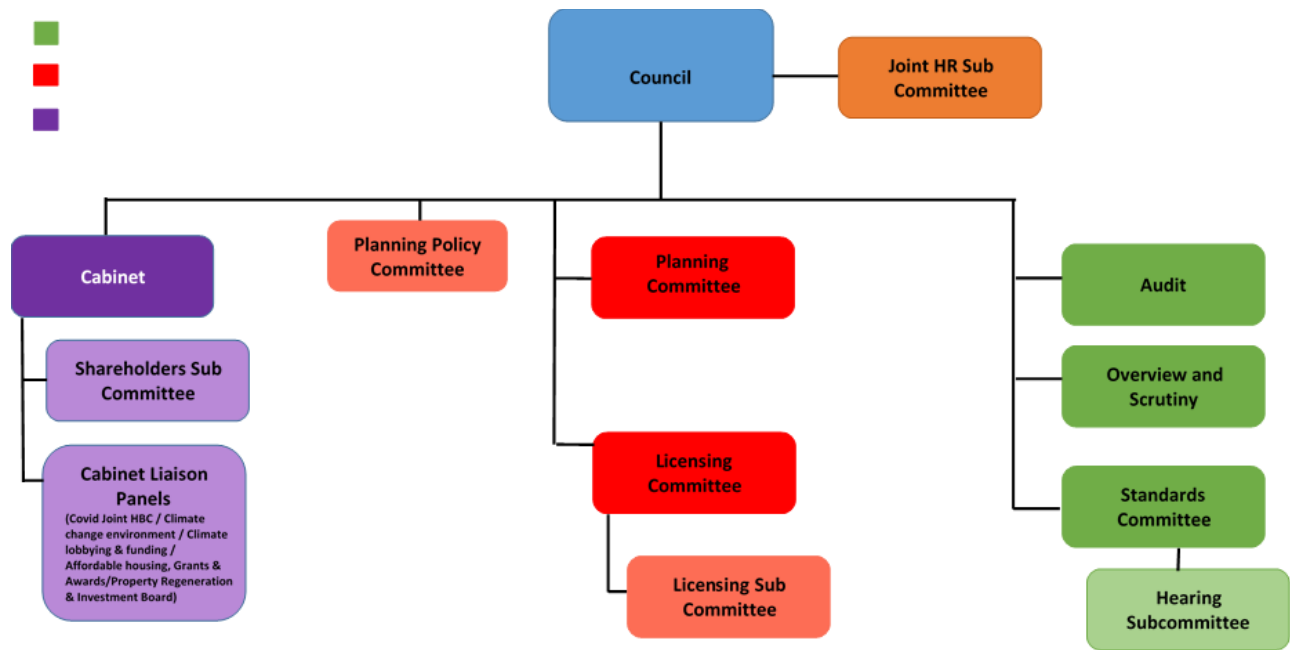 Council
Joint HR Sub
Committee
Cabinet
Shareholders Sub
Committee
Cabinet Liaison
Panels
(Covid Joint HBC / Climate
change environment / Climate
lobbying & funding /
Affordable housing, Grants &
Awards/Property Regeneration
& Investment Board)
Planning Policy
Committee
Planning
Committee
Licensing
Committee
Licensing Sub
Committee
Audit
Overview and
Scrutiny
Standards
Committee
Hearing
Subcommittee